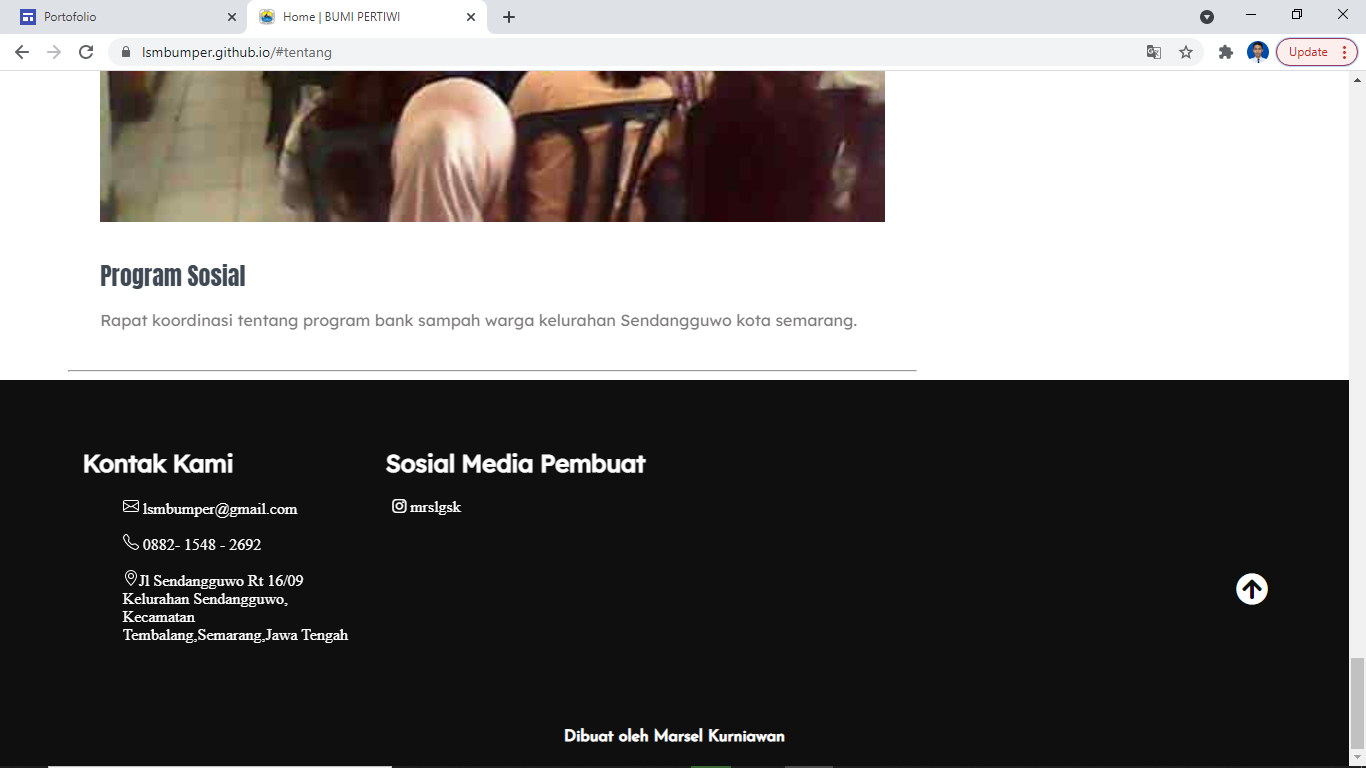 Portofolio
Home | BUMI PERTIWI
lsmbumper.github.io/#tentang
Update
Program Sosial
Rapat koordinasi tentang program bank sampah warga kelurahan Sendangguwo kota semarang.
Kontak Kami
lsmbumper@gmail.com
0882- 1548 - 2692
Jl Sendangguwo Rt 16/09
Kelurahan Sendangguwo,
Kecamatan
Tembalang,Semarang,Jawa Tengah
Sosial Media Pembuat
mrslgsk
Dibuat oleh Marsel Kurniawan